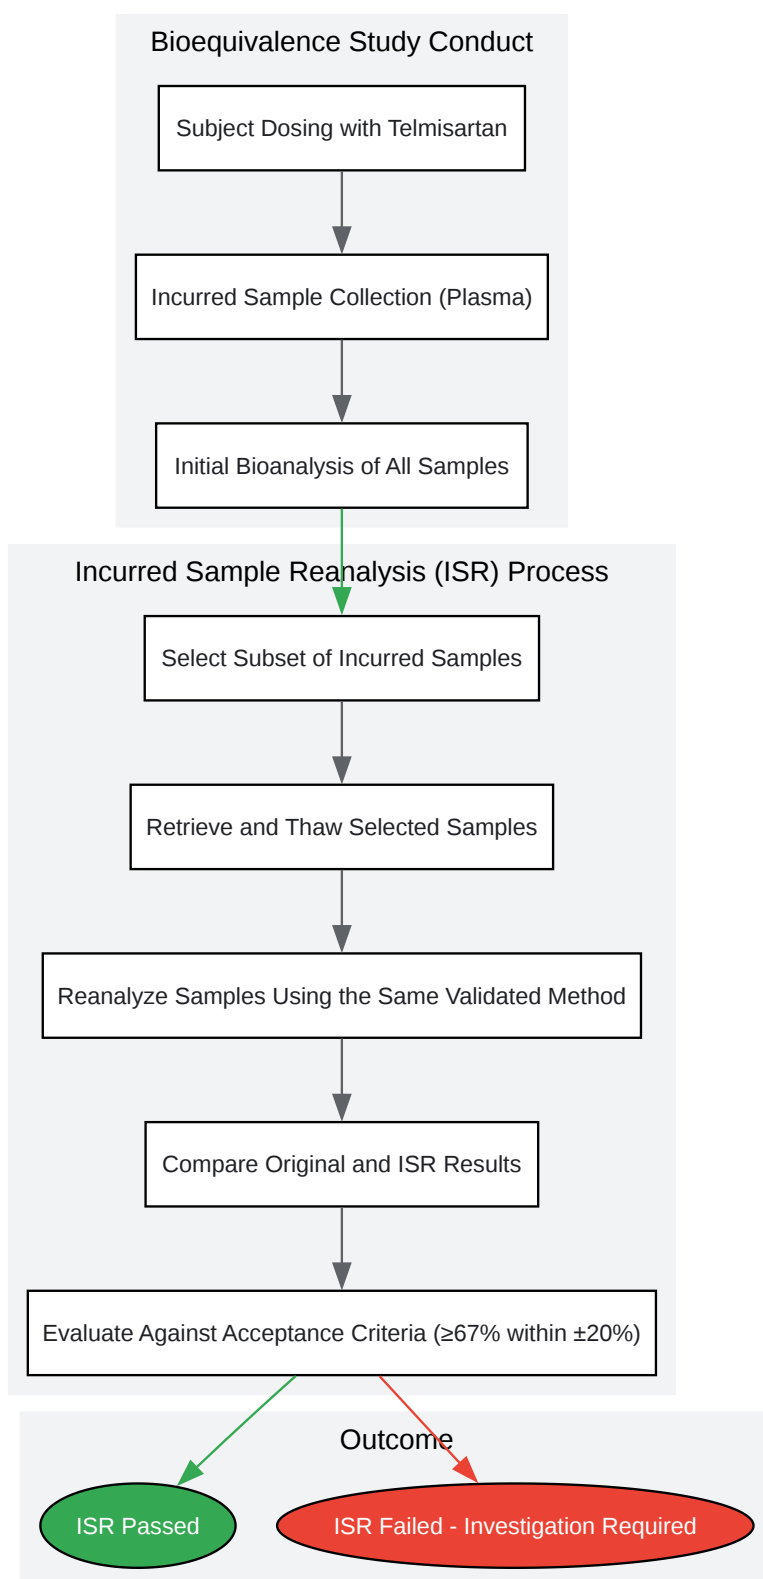 Bioequivalence Study Conduct
Subject Dosing with Telmisartan
Incurred Sample Collection (Plasma)
Initial Bioanalysis of All Samples
Incurred Sample Reanalysis (ISR) Process
Select Subset of Incurred Samples
Retrieve and Thaw Selected Samples
Reanalyze Samples Using the Same Validated Method
Compare Original and ISR Results
Evaluate Against Acceptance Criteria (≥67% within ±20%)
Outcome
ISR Passed
ISR Failed - Investigation Required